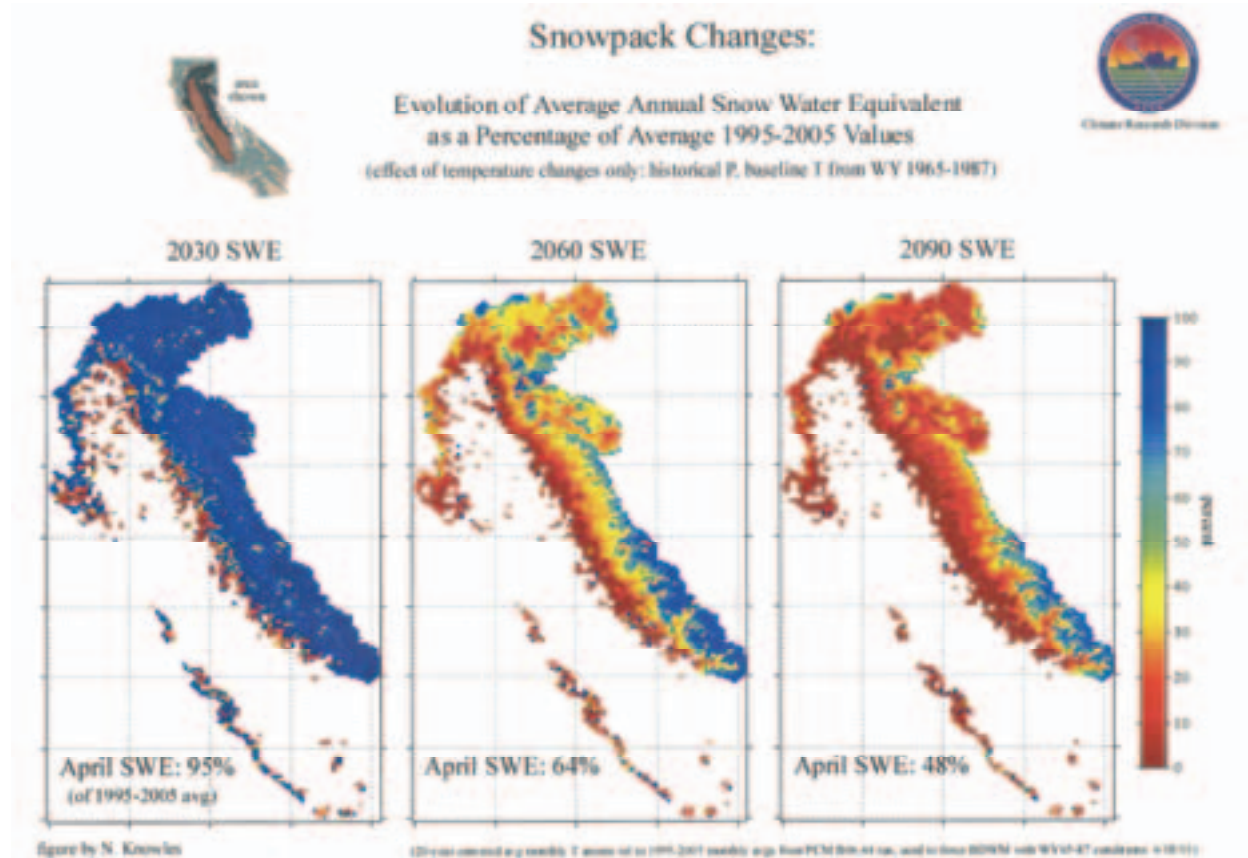 Snowpack Changes:
area
shown
Evolution of Average Annual Snow Water Equivalent
as a Percentage of Average 1995-2005 Values
(effect of temperature changes only: historical P, baseline T from WY 1965-1987)
Climate Research Division
2030 SWE
2060 SWE
2090 SWE
100
90
80
70
60
50
40
30
20
10
0
percent
April SWE: 95%
(of 1995-2005 avg)
April SWE: 64%
April SWE: 48%
figure by N. Knowles